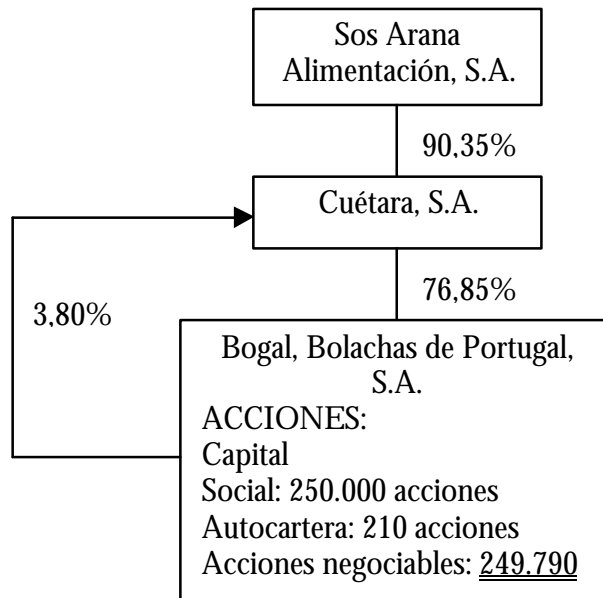 Sos Arana
Alimentación, S.A.
90,35%
Cuétara, S.A.
76,85%
3,80%
Bogal, Bolachas de Portugal,
S.A.
ACCIONES:
Capital
Social: 250.000 acciones
Autocartera: 210 acciones
Acciones negociables: 249.790